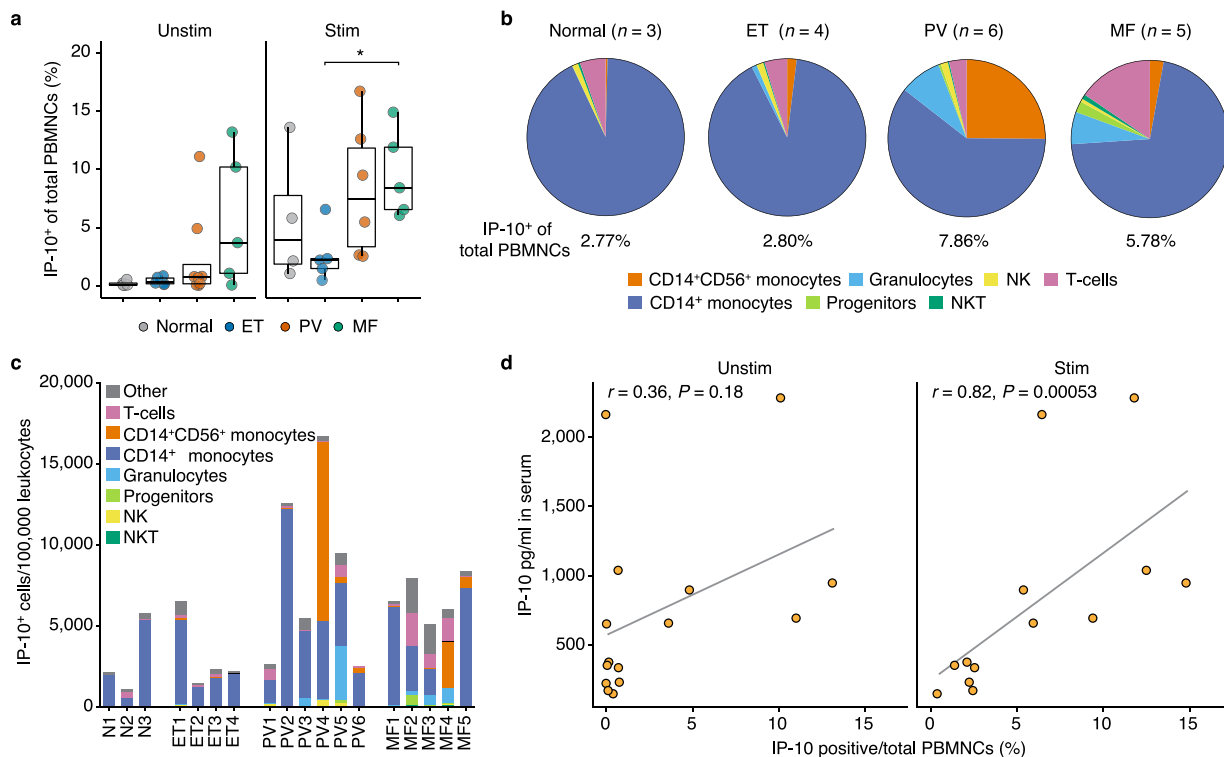 a
Unstim
Stim
IP-10⁺ of total PBMNCs (%)
20
15
10
5
0
*
Normal
ET
PV
MF
b
Normal (n = 3)
ET (n = 4)
PV (n = 6)
MF (n = 5)
IP-10⁺ of
total PBMNCs
2.77%
2.80%
7.86%
5.78%
CD14⁺CD56⁺ monocytes
Granulocytes
NK
T-cells
CD14⁺ monocytes
Progenitors
NKT
c
IP-10⁺ cells/100,000 leukocytes
20,000
15,000
10,000
5,000
0
Other
T-cells
CD14⁺CD56⁺ monocytes
CD14⁺ monocytes
Granulocytes
Progenitors
NK
NKT
N1
N2
N3
ET1
ET2
ET3
ET4
PV1
PV2
PV3
PV4
PV5
PV6
MF1
MF2
MF3
MF4
MF5
d
Unstim
Stim
r = 0.36, P = 0.18
r = 0.82, P = 0.00053
IP-10 pg/ml in serum
2,000
1,500
1,000
500
0
5
10
15
0
5
10
15
IP-10 positive/total PBMNCs (%)